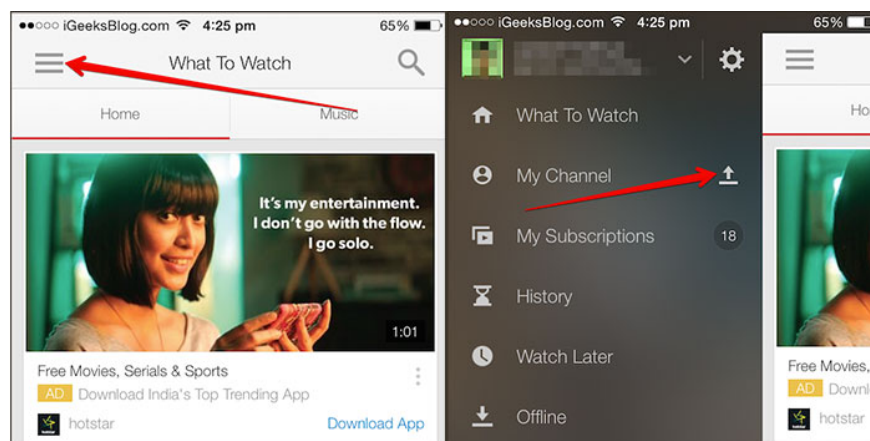 iGeeksBlog.com 4:25 pm 65%
What To Watch
Home Music
It's my entertainment.
I don't go with the flow.
I go solo.
1:01
Free Movies, Serials & Sports
AD Download India's Top Trending App
hotstar Download App
iGeeksBlog.com 4:25 pm 65%
What To Watch
My Channel
My Subscriptions 18
History
Watch Later
Offline
Ho
Free Movies,
AD Downl
hotstar